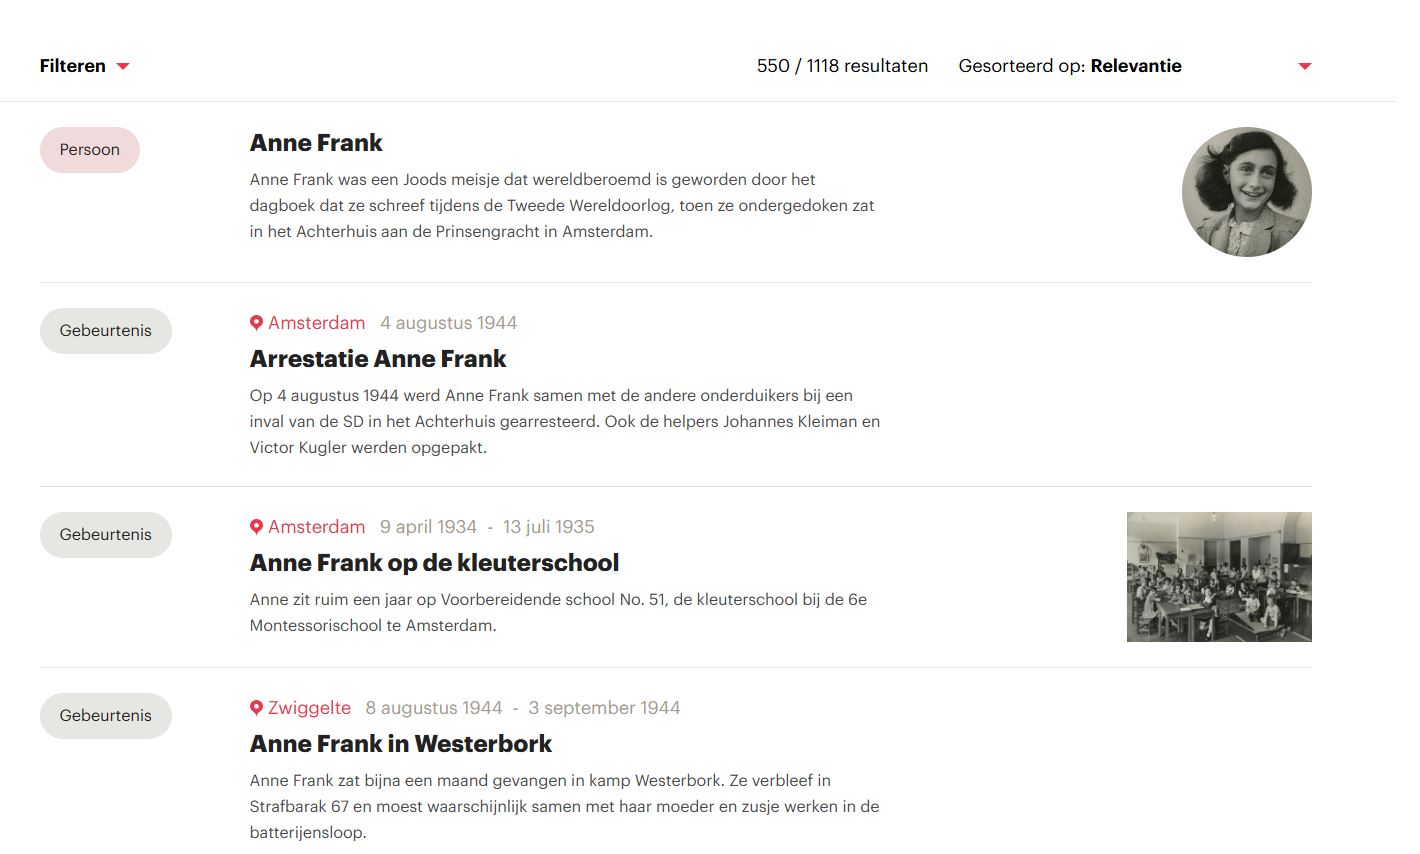 Filteren
550 / 1118 resultaten
Gesorteerd op: Relevantie
Persoon
Anne Frank
Anne Frank was een Joods meisje dat wereldberoemd is geworden door het
dagboek dat ze schreef tijdens de Tweede Wereldoorlog, toen ze ondergedoken zat
in het Achterhuis aan de Prinsengracht in Amsterdam.
Gebeurtenis
Amsterdam 4 augustus 1944
Arrestatie Anne Frank
Op 4 augustus 1944 werd Anne Frank samen met de andere onderduikers bij een
inval van de SD in het Achterhuis gearresteerd. Ook de helpers Johannes Kleiman en
Victor Kugler werden opgepakt.
Gebeurtenis
Amsterdam 9 april 1934 - 13 juli 1935
Anne Frank op de kleuterschool
Anne zit ruim een jaar op Voorbereidende school No. 51, de kleuterschool bij de 6e
Montessorischool te Amsterdam.
Gebeurtenis
Zwiggelte 8 augustus 1944 - 3 september 1944
Anne Frank in Westerbork
Anne Frank zat bijna een maand gevangen in kamp Westerbork. Ze verbleef in
Strafbarak 67 en moest waarschijnlijk samen met haar moeder en zusje werken in de
batterijensloop.